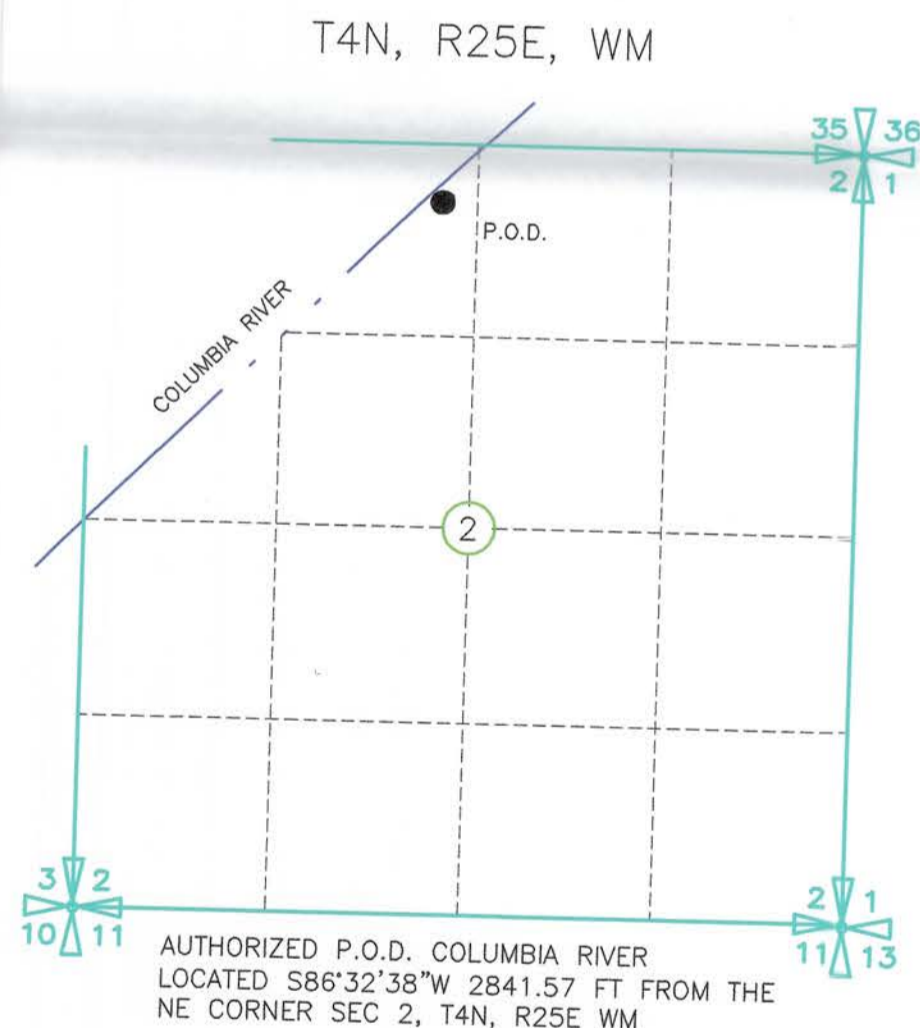 T4N, R25E, WM
35 36
2 1
P.O.D.
COLUMBIA RIVER
2
3 2
10 11
2 1
11 13
AUTHORIZED P.O.D. COLUMBIA RIVER
LOCATED S86°32'38"W 2841.57 FT FROM THE
NE CORNER SEC 2, T4N, R25E WM